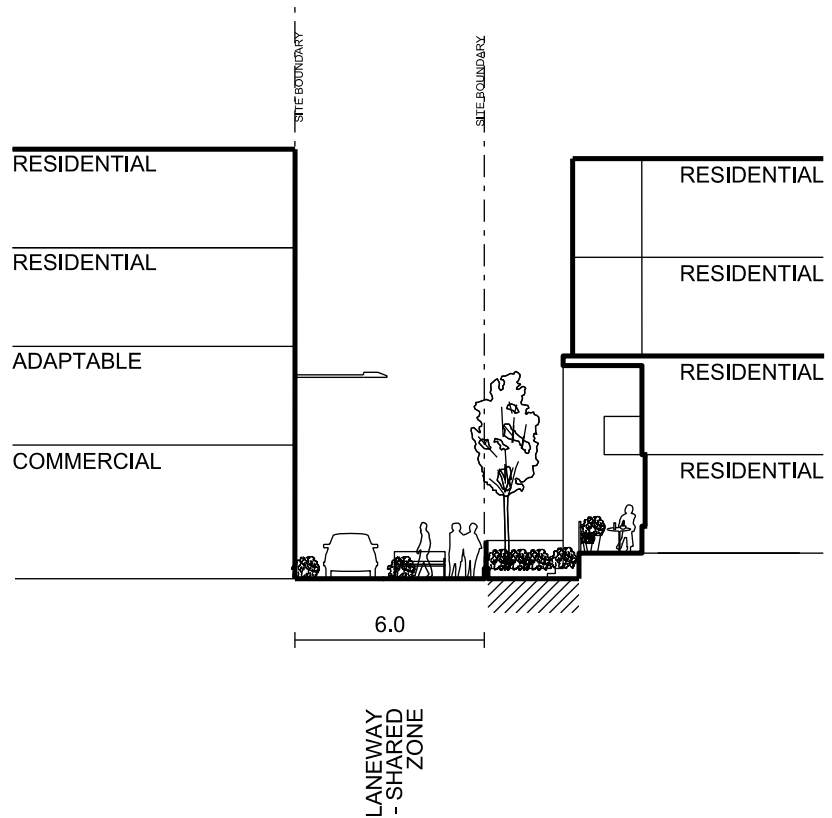 SITE BOUNDARY
SITE BOUNDARY
RESIDENTIAL
RESIDENTIAL
ADAPTABLE
COMMERCIAL
RESIDENTIAL
RESIDENTIAL
RESIDENTIAL
RESIDENTIAL
6.0
LANEWAY
- SHARED
ZONE